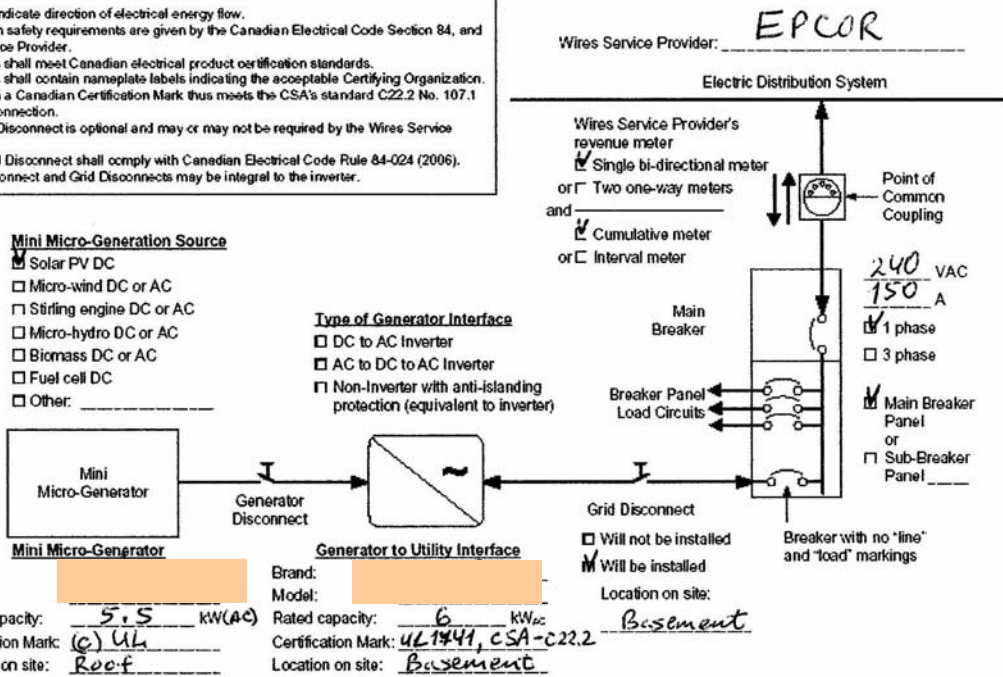 ndicate direction of electrical energy flow.
n safety requirements are given by the Canadian Electrical Code Section 84, and
ce Provider.
s shall meet Canadian electrical product certification standards.
s shall contain nameplate labels indicating the acceptable Certifying Organization.
a Canadian Certification Mark thus meets the CSA's standard C22.2 No. 107.1
onnection.
Disconnect is optional and may or may not be required by the Wires Service
l Disconnect shall comply with Canadian Electrical Code Rule 84-024 (2006).
onnect and Grid Disconnects may be integral to the inverter.
Wires Service Provider: EPCOR
Electric Distribution System
Wires Service Provider's
revenue meter
Single bi-directional meter
or Two one-way meters
and
Cumulative meter
or Interval meter
Point of
Common
Coupling
Mini Micro-Generation Source
Solar PV DC
Micro-wind DC or AC
Stirling engine DC or AC
Micro-hydro DC or AC
Biomass DC or AC
Fuel cell DC
Other:
Type of Generator Interface
DC to AC Inverter
AC to DC to AC Inverter
Non-Inverter with anti-islanding
protection (equivalent to inverter)
Main
Breaker
240 VAC
150 A
1 phase
3 phase
Breaker Panel
Load Circuits
Main Breaker
Panel
or
Sub-Breaker
Panel
Mini
Micro-Generator
Generator
Disconnect
~
Grid Disconnect
Will not be installed
Will be installed
Location on site:
Basement
Breaker with no "line"
and "load" markings
Mini Micro-Generator
pacity: 5.5 kW(AC)
ion Mark: (c) UL
on site: Roof
Generator to Utility Interface
Brand:
Model:
Rated capacity: 6 kWAC
Certification Mark: UL1741, CSA-C22.2
Location on site: Basement